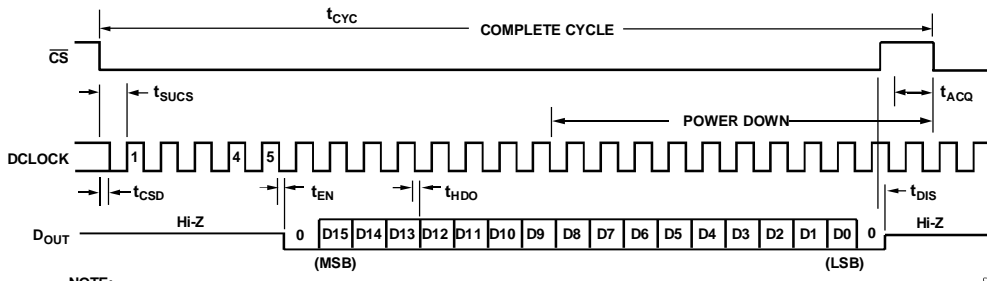 tCYC
COMPLETE CYCLE
CS
tSUCS
tACQ
POWER DOWN
DCLOCK
1 4 5
tCSD
tEN
tHDO
tDIS
Hi-Z
Hi-Z
DOUT
0 D15 D14 D13 D12 D11 D10 D9 D8 D7 D6 D5 D4 D3 D2 D1 D0 0
(MSB)
(LSB)
NOTE: